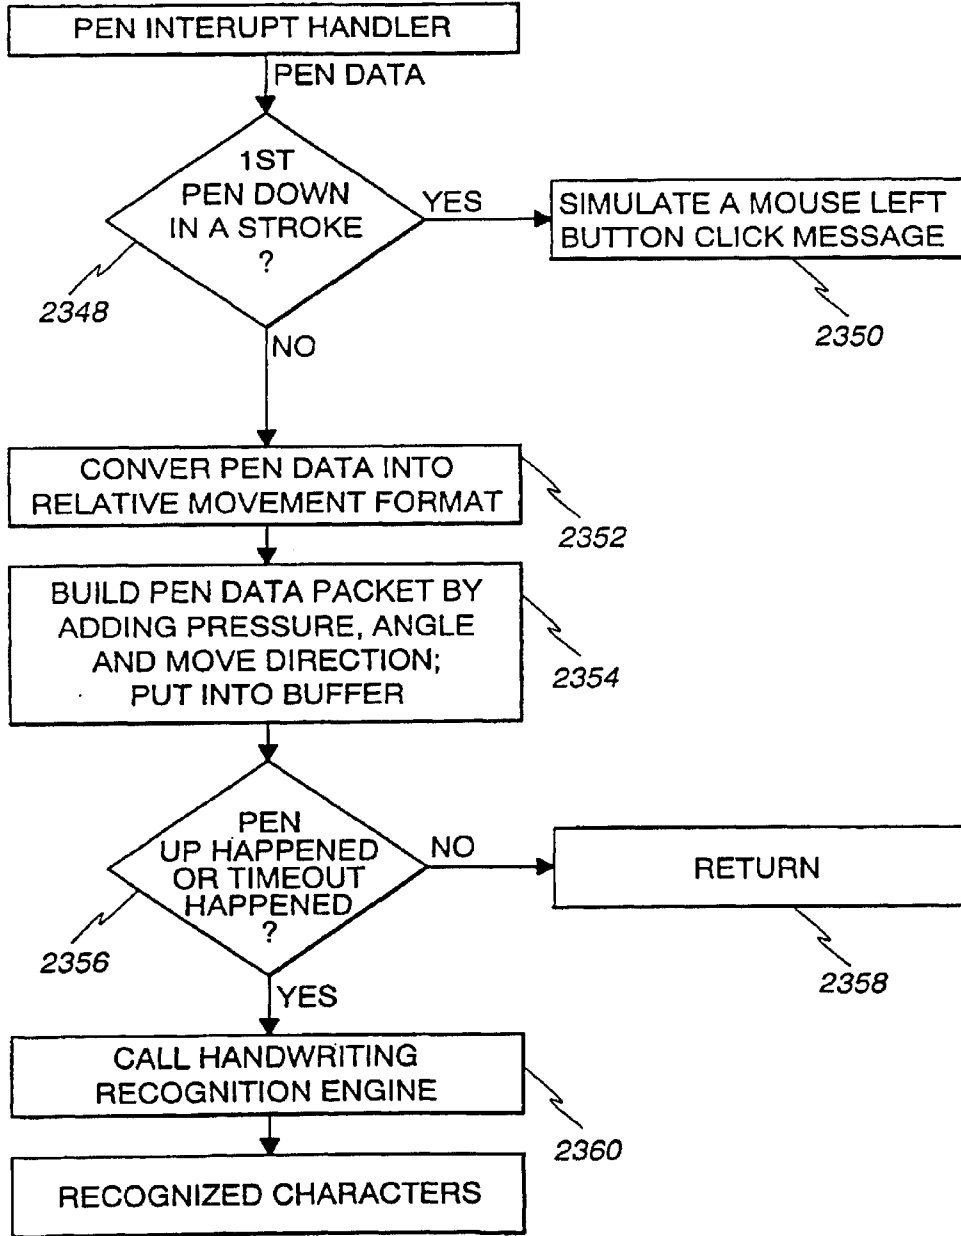 PEN INTERUPT HANDLER
PEN DATA
1ST
PEN DOWN
IN A STROKE
?
YES
SIMULATE A MOUSE LEFT
BUTTON CLICK MESSAGE
2348
2350
NO
CONVER PEN DATA INTO
RELATIVE MOVEMENT FORMAT
2352
BUILD PEN DATA PACKET BY
ADDING PRESSURE, ANGLE
AND MOVE DIRECTION;
PUT INTO BUFFER
2354
PEN
UP HAPPENED
OR TIMEOUT
HAPPENED
?
NO
RETURN
2356
2358
YES
CALL HANDWRITING
RECOGNITION ENGINE
2360
RECOGNIZED CHARACTERS